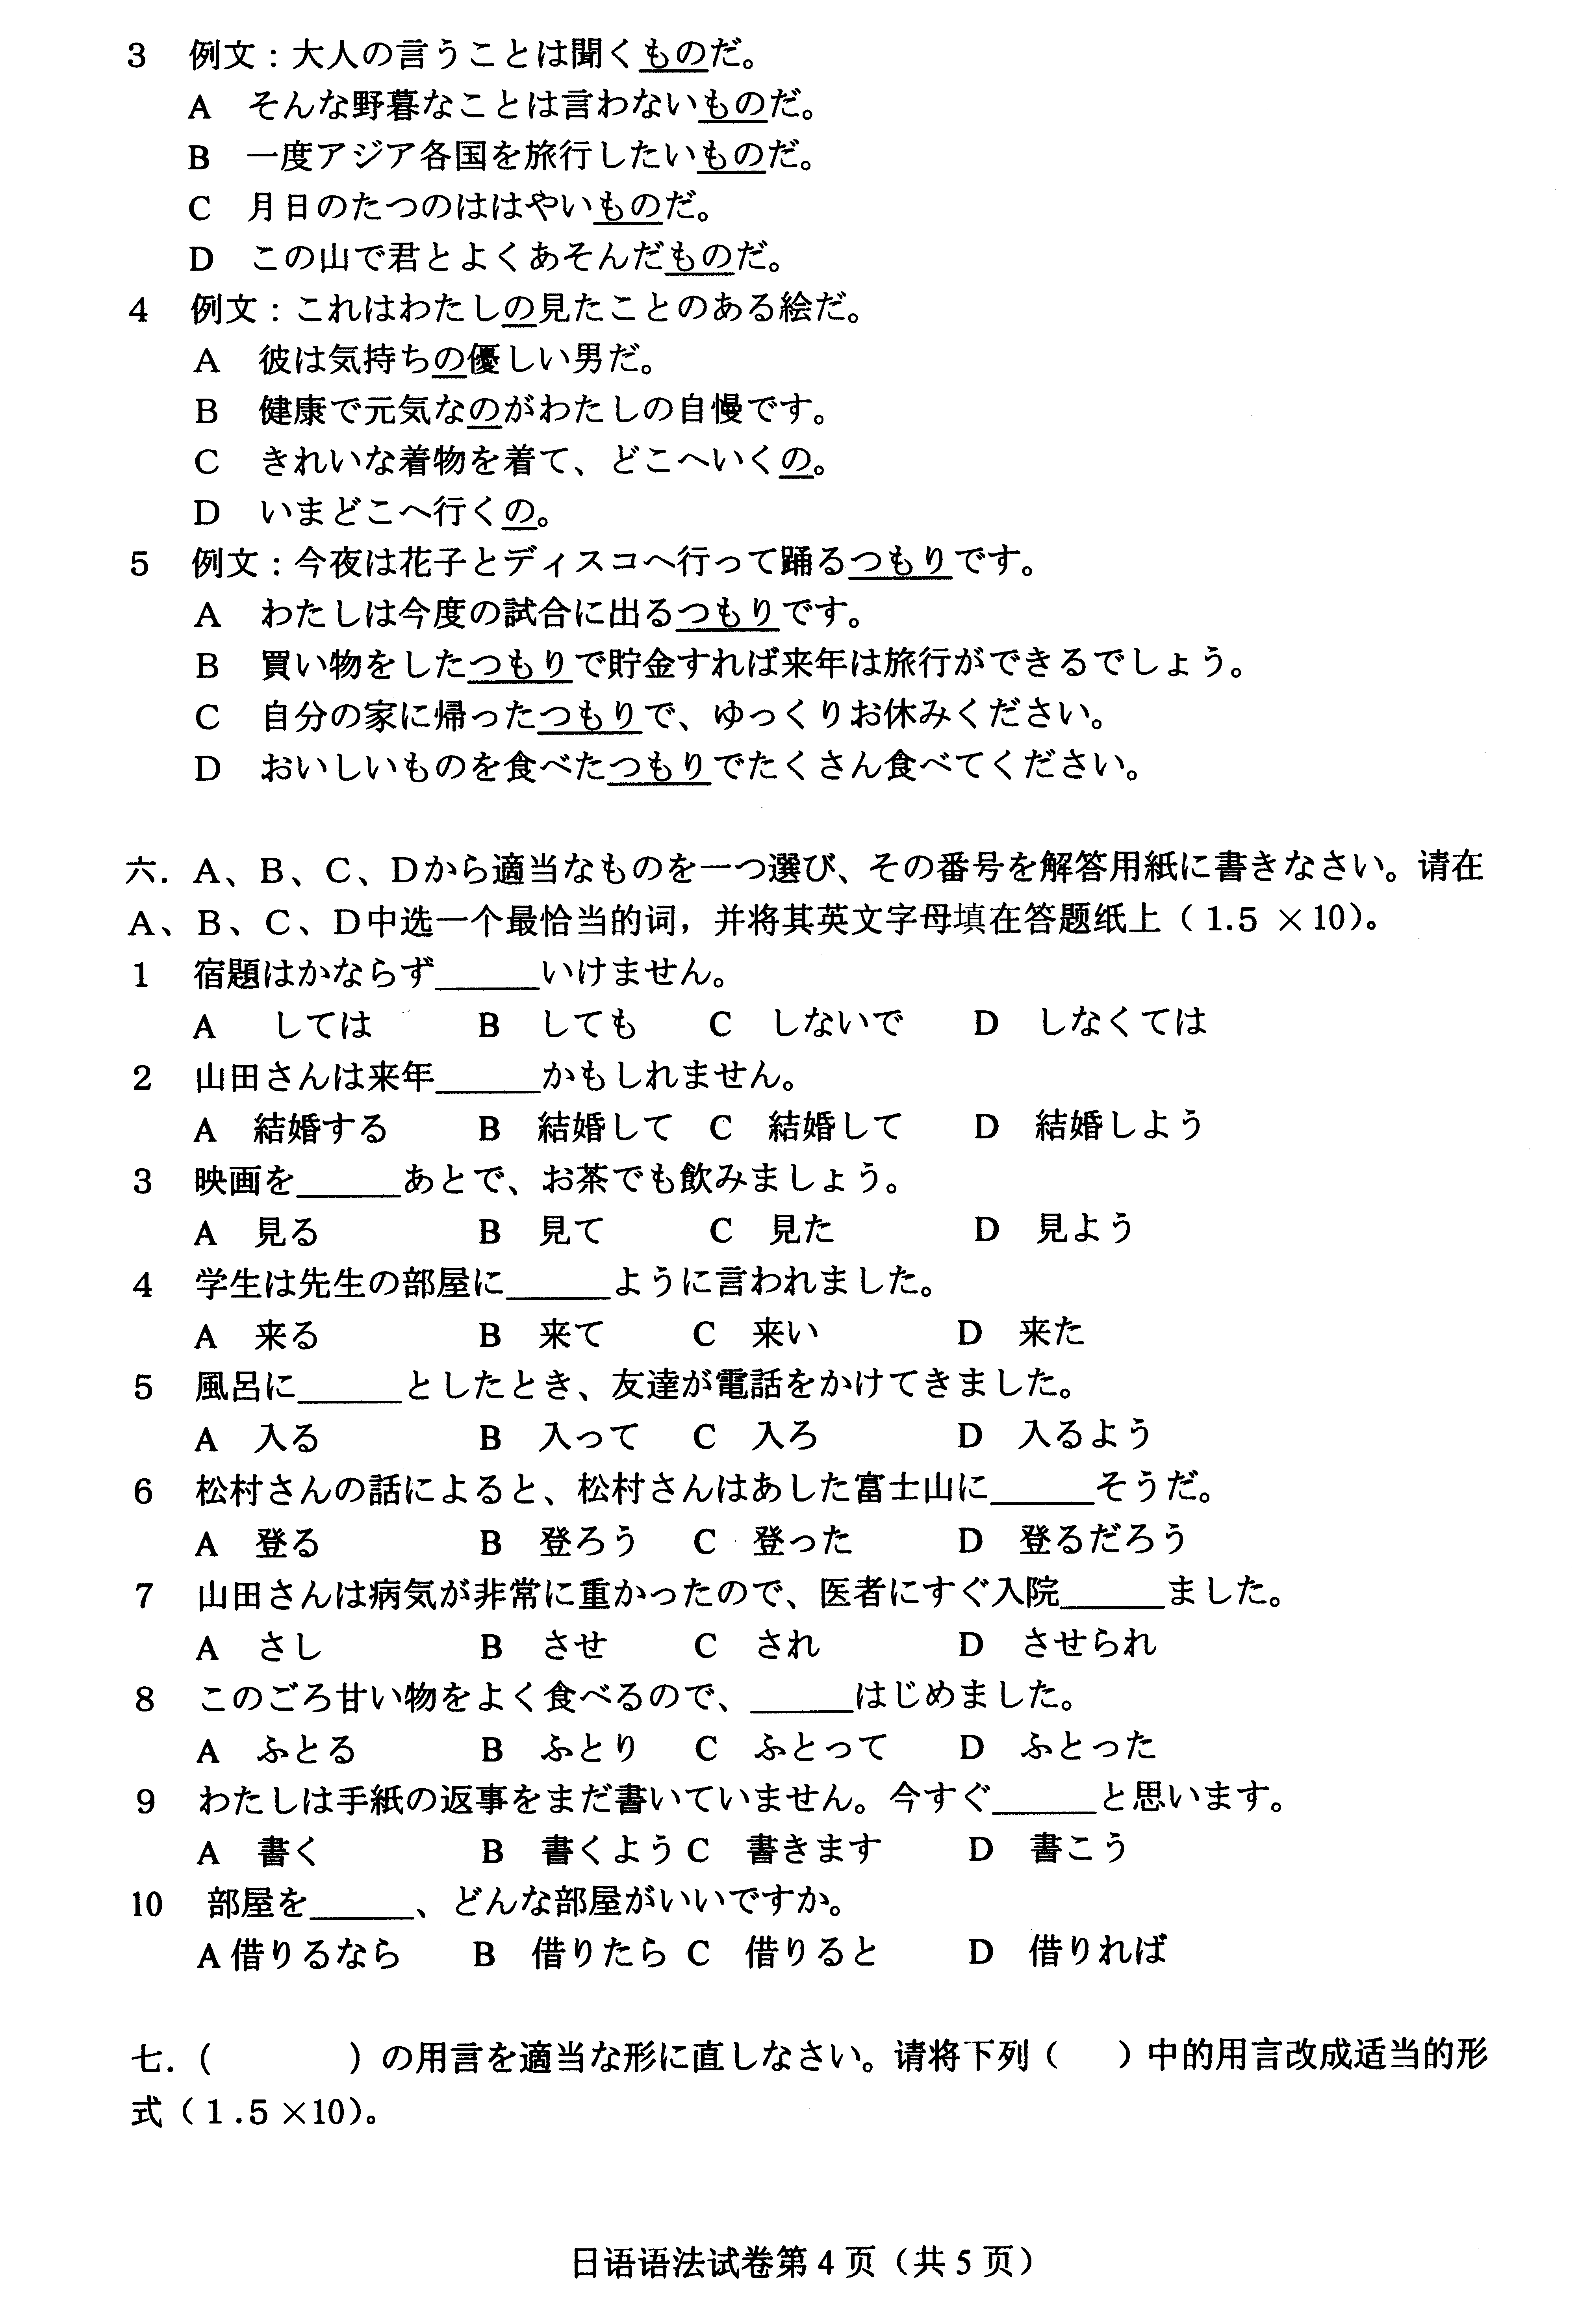 3　例文：大人の言うことは聞くものだ。
A　そんな野暮なことは言わないものだ。
B　一度アジア各国を旅行したいものだ。
C　月日のたつのははやいものだ。
D　この山で君とよくあそんだものだ。
4　例文：これはわたしの見たことのある絵だ。
A　彼は気持ちの優しい男だ。
B　健康で元気なのがわたしの自慢です。
C　きれいな着物を着て、どこへいくの。
D　いまどこへ行くの。
5　例文：今夜は花子とディスコへ行って踊るつもりです。
A　わたしは今度の試合に出るつもりです。
B　買い物をしたつもりで貯金すれば来年は旅行ができるでしょう。
C　自分の家に帰ったつもりで、ゆっくりお休みください。
D　おいしいものを食べたつもりでたくさん食べてください。
六．A、B、C、Dから適当なものを一つ選び、その番号を解答用紙に書きなさい。请在
A、B、C、D中选一个最恰当的词，并将其英文字母填在答题纸上（1.5 ×10）。
1　宿題はかならず______いけません。
A　しては　B　しても　C　しないで　D　しなくては
2　山田さんは来年______かもしれません。
A　結婚する　B　結婚して　C　結婚して　D　結婚しよう
3　映画を______あとで、お茶でも飲みましょう。
A　見る　B　見て　C　見た　D　見よう
4　学生は先生の部屋に______ように言われました。
A　来る　B　来て　C　来い　D　来た
5　風呂に______としたとき、友達が電話をかけてきました。
A　入る　B　入って　C　入ろ　D　入るよう
6　松村さんの話によると、松村さんはあした富士山に______そうだ。
A　登る　B　登ろう　C　登った　D　登るだろう
7　山田さんは病気が非常に重かったので、医者にすぐ入院______ました。
A　さし　B　させ　C　され　D　させられ
8　このごろ甘い物をよく食べるので、______はじめました。
A　ふとる　B　ふとり　C　ふとって　D　ふとった
9　わたしは手紙の返事をまだ書いていません。今すぐ______と思います。
A　書く　B　書くよう C　書きます　D　書こう
10　部屋を______、どんな部屋がいいですか。
A 借りるなら　B　借りたら C　借りると　D　借りれば
七．(　　　　）の用言を適当な形に直しなさい。请将下列（　）中的用言改成适当的形
式（1.5 ×10）。
日语语法试卷第 4 页（共 5 页）